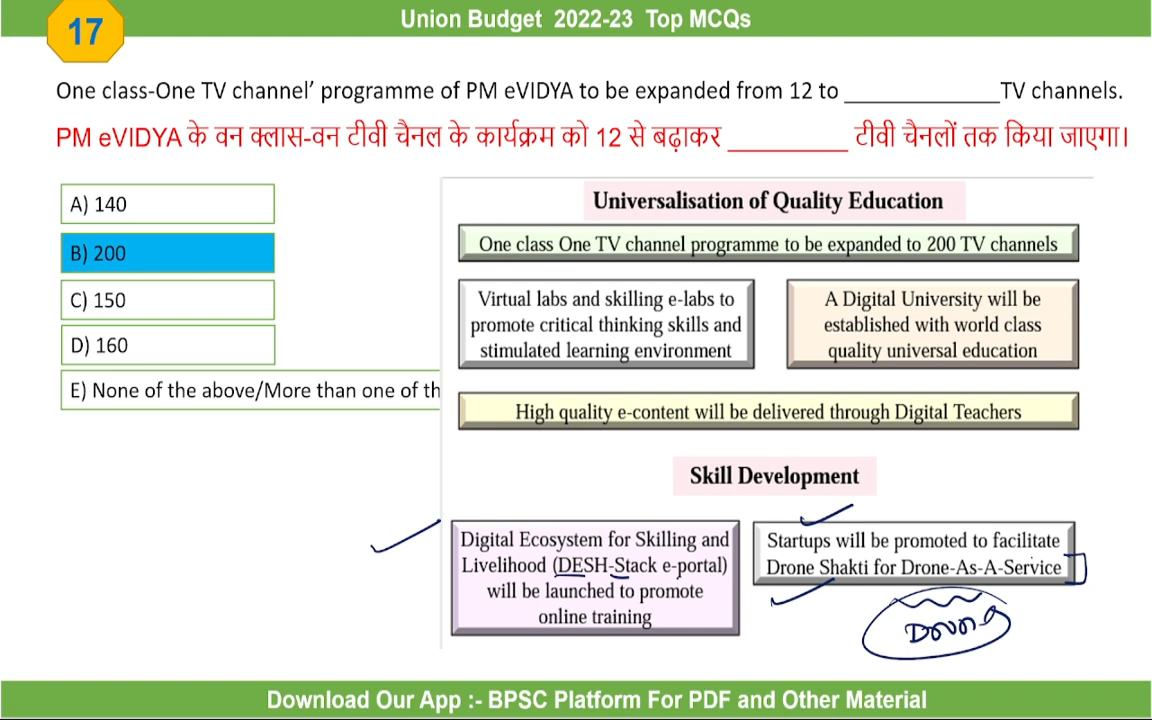 Union Budget 2022-23 Top MCQs
17
One class-One TV channel’ programme of PM eVIDYA to be expanded from 12 to _____________TV channels.
PM eVIDYA के वन क्लास-वन टीवी चैनल के कार्यक्रम को 12 से बढ़ाकर __________ टीवी चैनलों तक किया जाएगा।
A) 140
B) 200
C) 150
D) 160
E) None of the above/More than one of th
Universalisation of Quality Education
One class One TV channel programme to be expanded to 200 TV channels
Virtual labs and skilling e-labs to
promote critical thinking skills and
stimulated learning environment
A Digital University will be
established with world class
quality universal education
High quality e-content will be delivered through Digital Teachers
Skill Development
Digital Ecosystem for Skilling and
Livelihood (DESH-Stack e-portal)
will be launched to promote
online training
Startups will be promoted to facilitate
Drone Shakti for Drone-As-A-Service
Download Our App :- BPSC Platform For PDF and Other Material